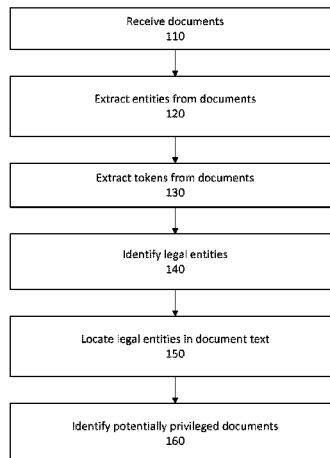 Receive documents
110
Extract entities from documents
120
Extract tokens from documents
130
Identify legal entities
140
Locate legal entities in document text
150
Identify potentially privileged documents
160